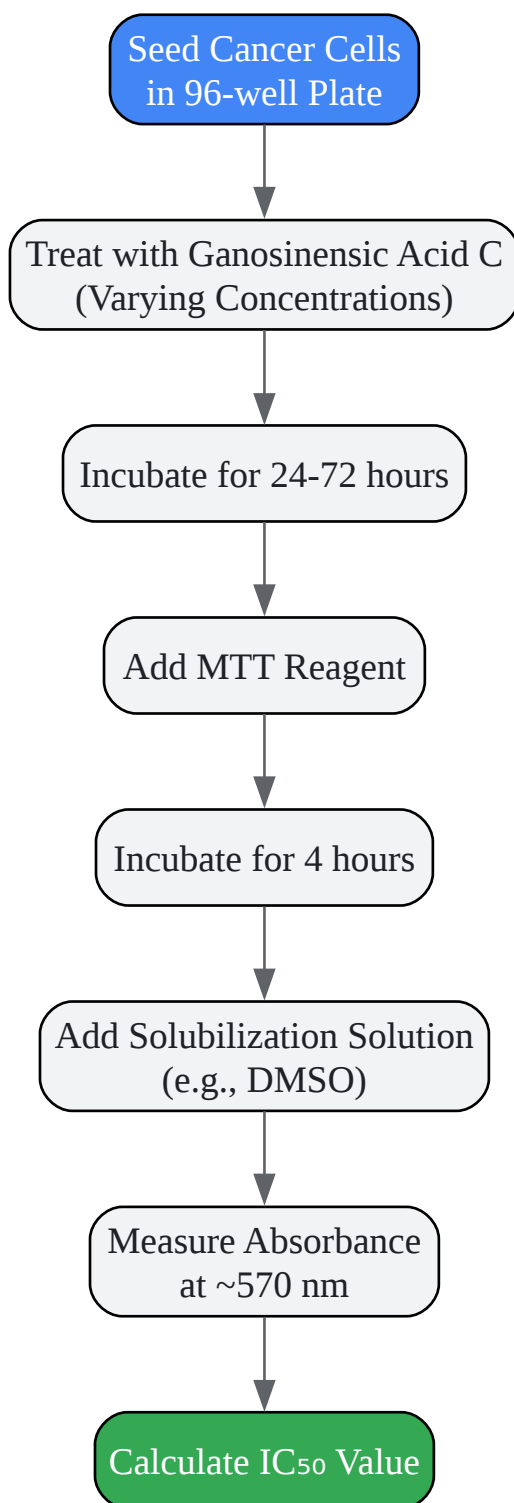 Seed Cancer Cells
in 96-well Plate
Treat with Ganosinensic Acid C
(Varying Concentrations)
Incubate for 24-72 hours
Add MTT Reagent
Incubate for 4 hours
Add Solubilization Solution
(e.g., DMSO)
Measure Absorbance
at ~570 nm
Calculate IC₅₀ Value